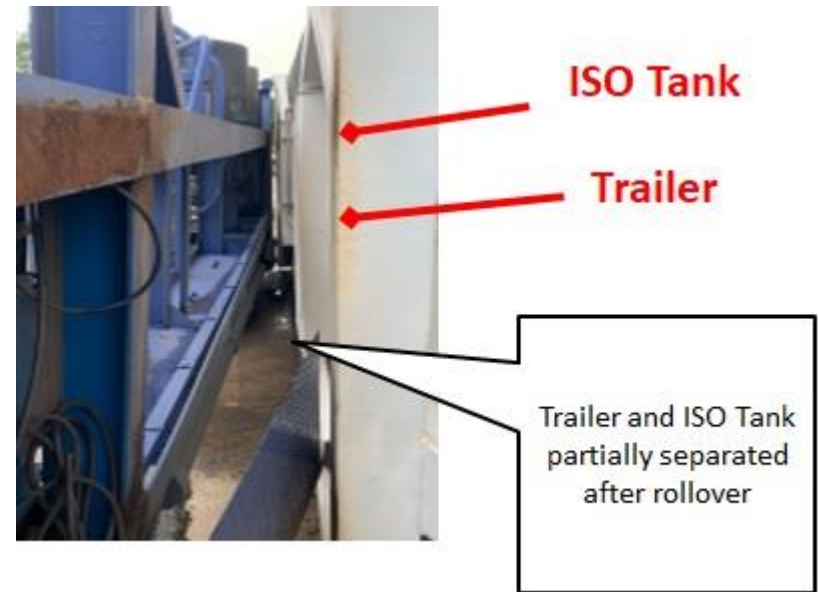 ISO Tank
Trailer
Trailer and ISO Tank
partially separated
after rollover